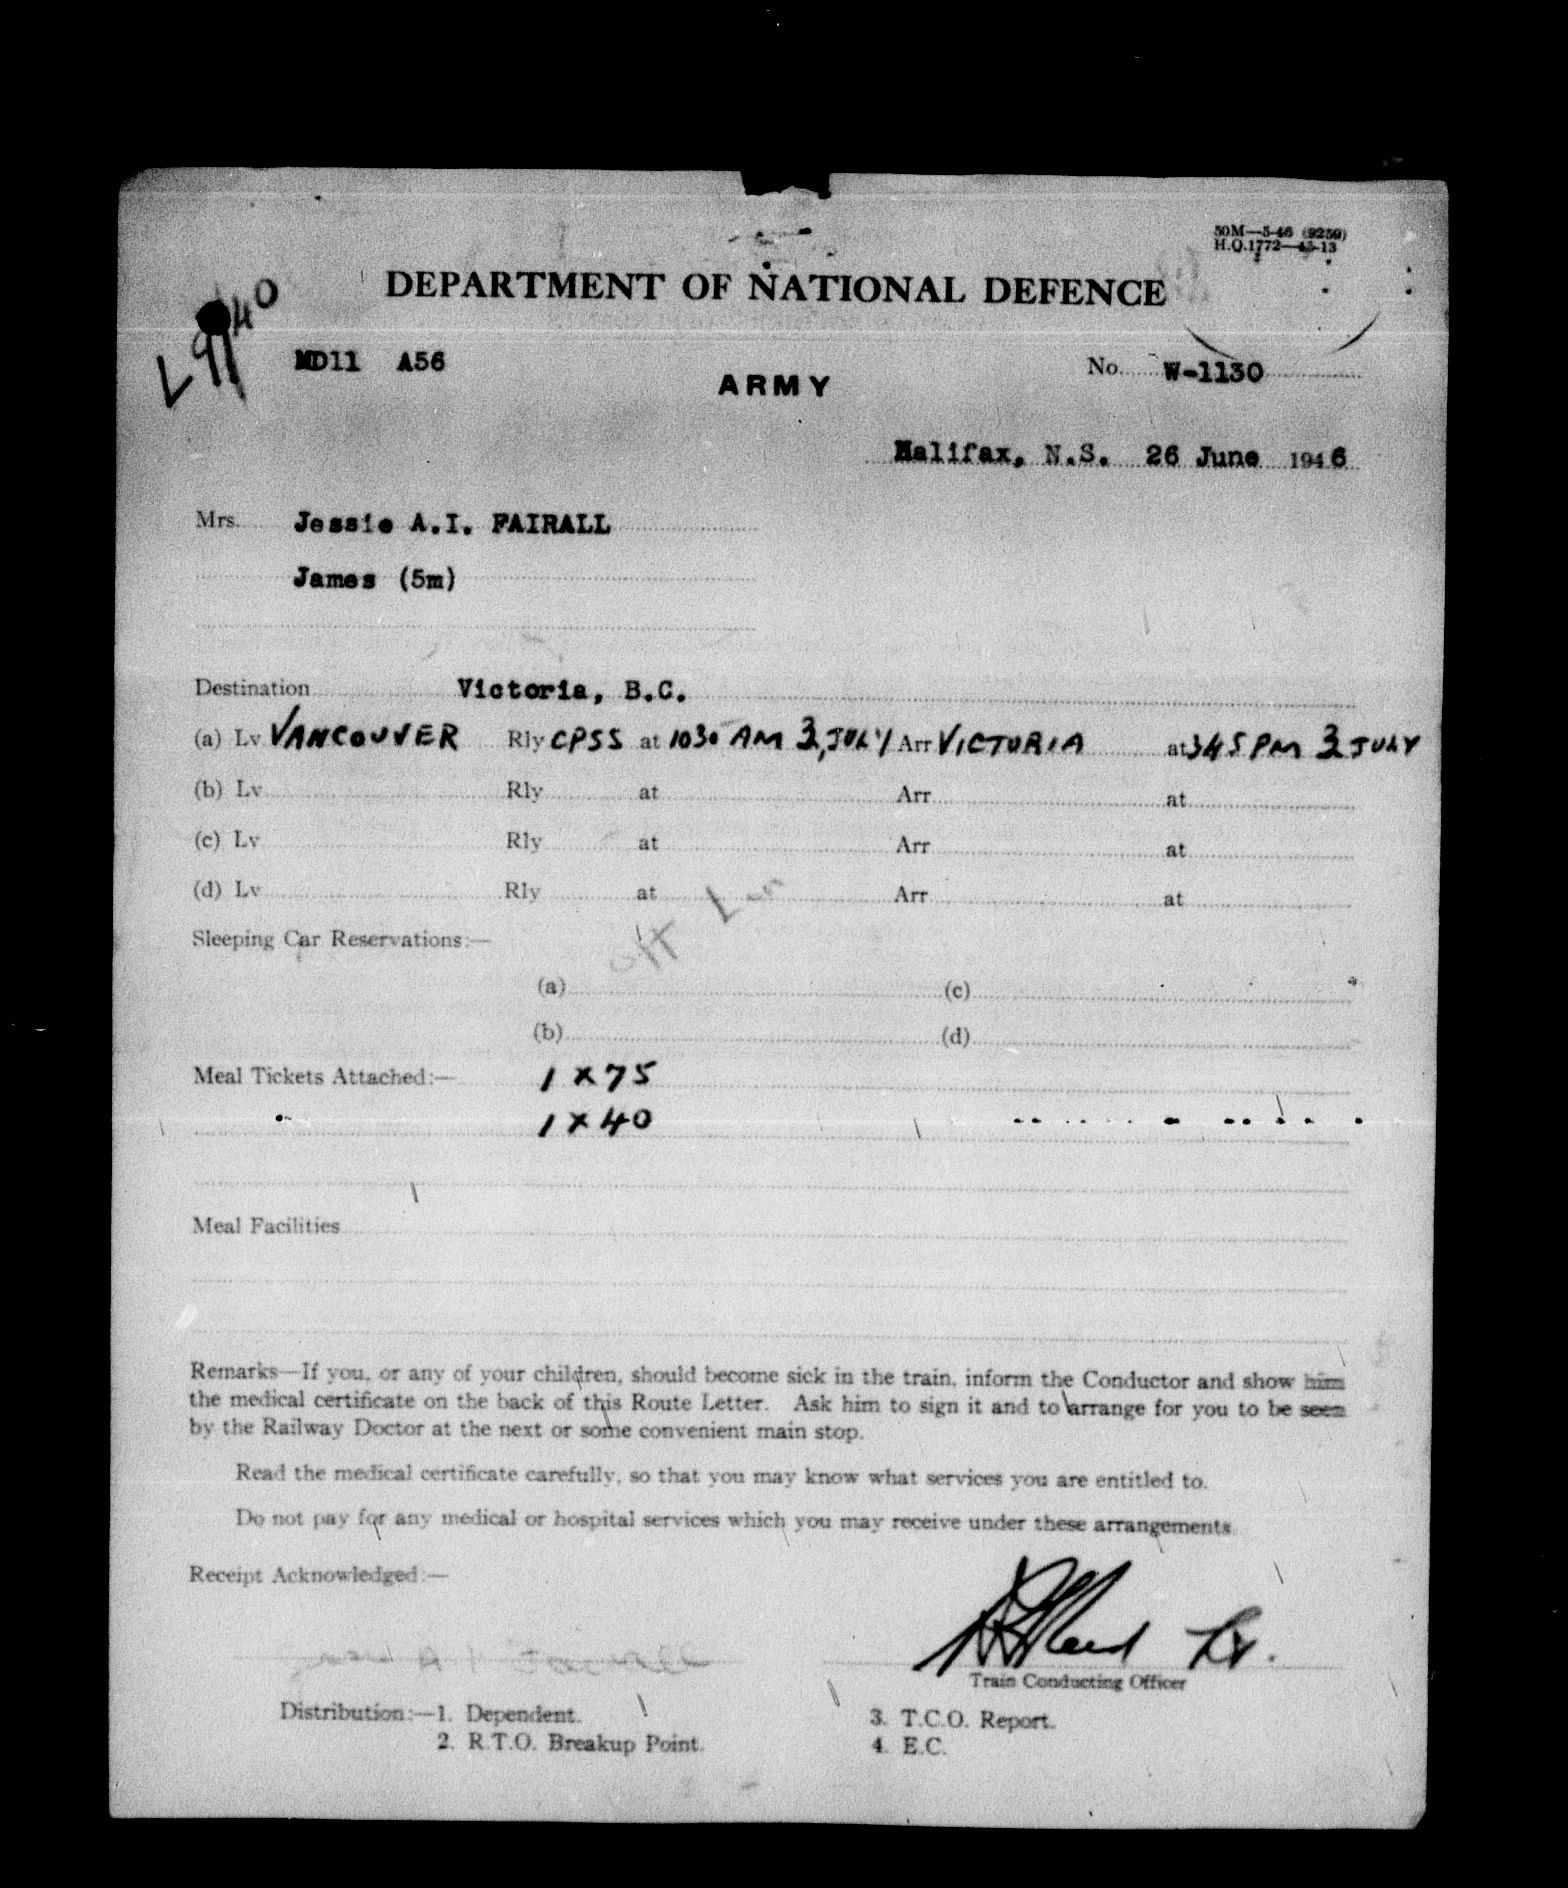 50M—5-46 (9259)
H.Q.1772—45-13
DEPARTMENT OF NATIONAL DEFENCE
MD11 A56
ARMY
No. W-1130
Halifax, N.S. 26 June 1946
Mrs. Jessie A.I. FAIRALL
James (5m)
Destination Victoria, B.C.
(a) Lv VANCOUVER Rly CPSS at 1030 AM 3 JULY Arr VICTORIA at 345 PM 3 JULY
(b) Lv Rly at Arr at
(c) Lv Rly at Arr at
(d) Lv Rly at Arr at
Sleeping Car Reservations:—
(a) (c)
(b) (d)
Meal Tickets Attached:— 1 x 75
1 x 40
Meal Facilities
Remarks—If you, or any of your children, should become sick in the train, inform the Conductor and show him
the medical certificate on the back of this Route Letter. Ask him to sign it and to arrange for you to be seen
by the Railway Doctor at the next or some convenient main stop.
Read the medical certificate carefully, so that you may know what services you are entitled to.
Do not pay for any medical or hospital services which you may receive under these arrangements.
Receipt Acknowledged:—
Train Conducting Officer
Distribution:—1. Dependent. 3. T.C.O. Report.
2. R.T.O. Breakup Point. 4. E.C.